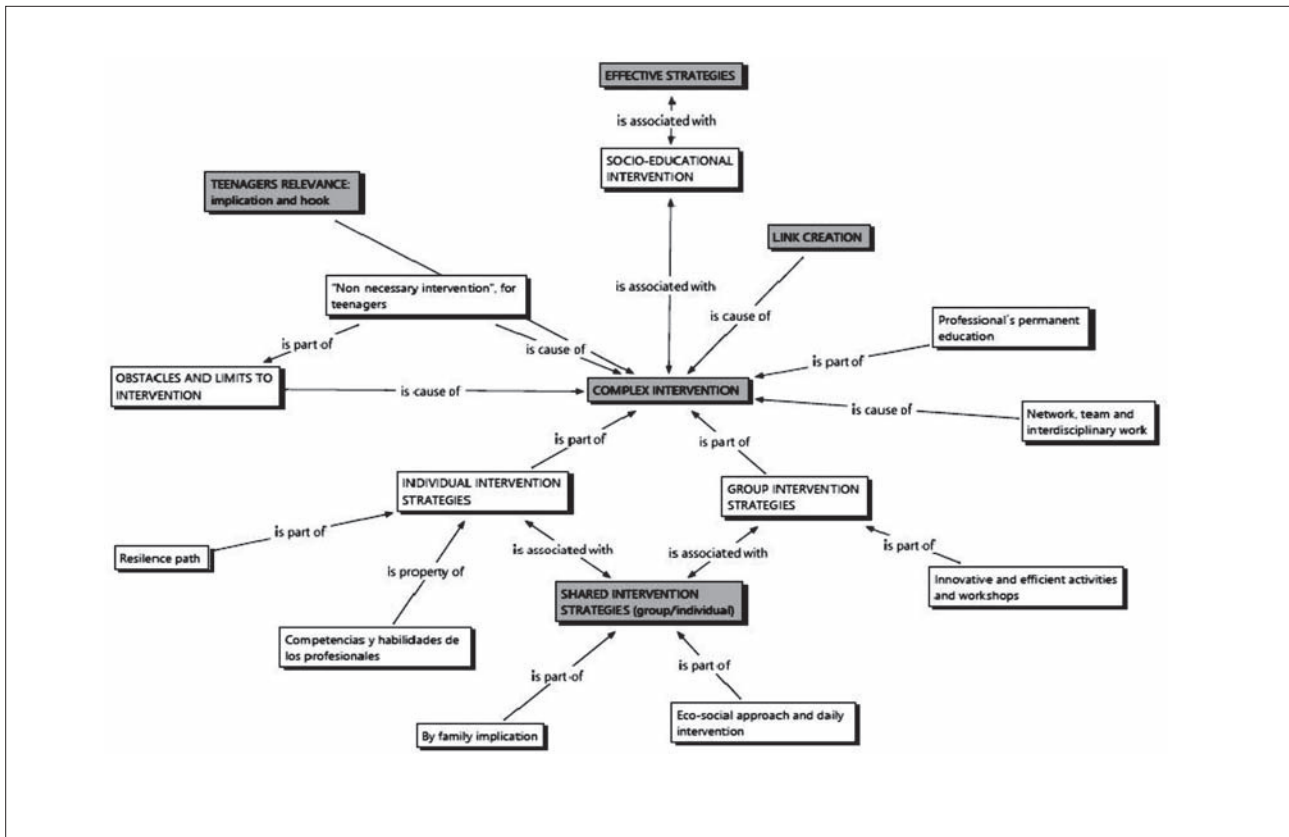 EFFECTIVE STRATEGIES
is associated with
SOCIO-EDUCATIONAL
INTERVENTION
TEENAGERS RELEVANCE:
implication and hook
LINK CREATION
"Non necessary intervention", for
teenagers
is associated with
is cause of
Professional´s permanent
education
is part of
is cause of
is part of
OBSTACLES AND LIMITS TO
INTERVENTION
is cause of
COMPLEX INTERVENTION
is cause of
Network, team and
interdisciplinary work
is part of
is part of
INDIVIDUAL INTERVENTION
STRATEGIES
GROUP INTERVENTION
STRATEGIES
is part of
Resilence path
is associated with
is associated with
is part of
is property of
Innovative and efficient activities
and workshops
SHARED INTERVENTION
STRATEGIES (group/individual)
Competencias y habilidades de
los profesionales
is part of
is part of
By family implication
Eco-social approach and daily
intervention